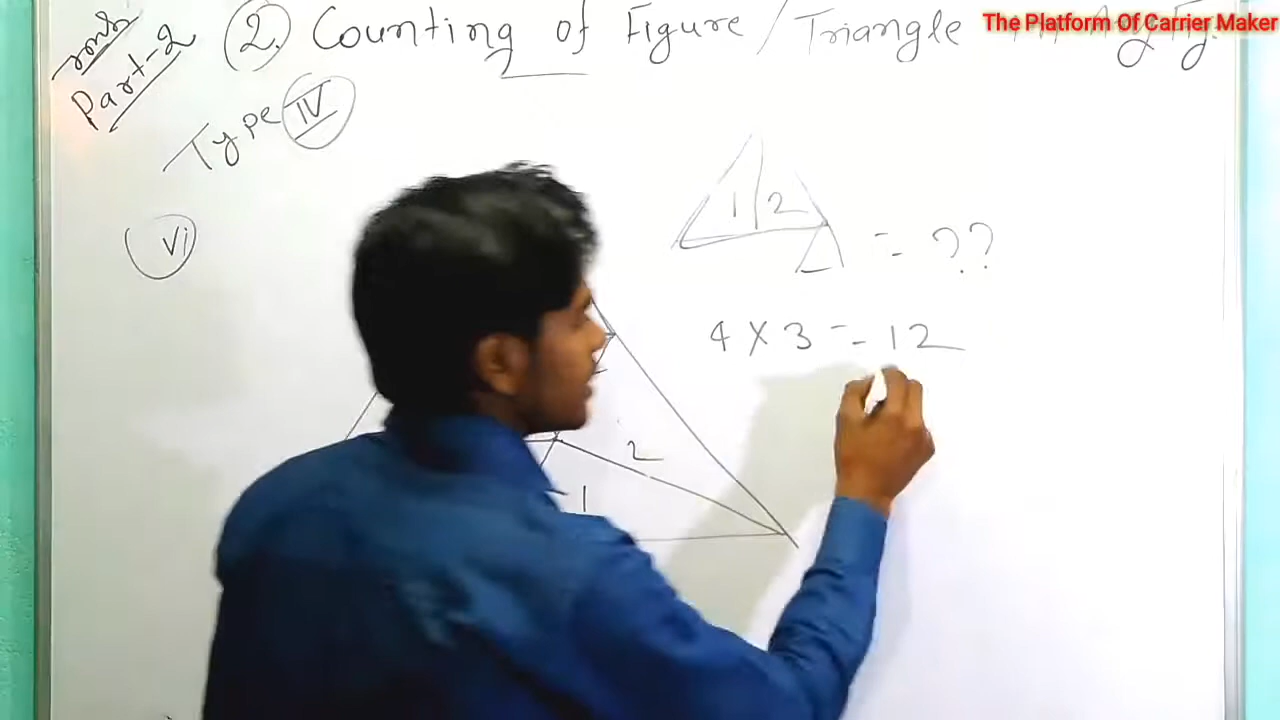 The Platform Of Carrier Maker
Part-2 (2.) Counting of Figure/Triangle
Type IV
vi
1 2
= ??
4 X 3 = 12
2
1